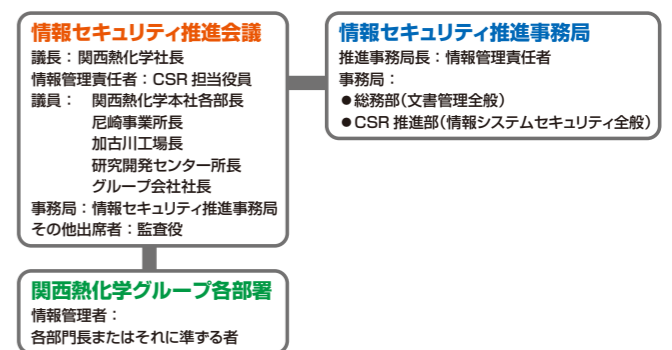 情報セキュリティ推進会議
議長：関西熱化学社長
情報管理責任者：CSR 担当役員
議員：　関西熱化学本社各部長
尼崎事業所長
加古川工場長
研究開発センター所長
グループ会社社長
事務局：情報セキュリティ推進事務局
その他出席者：監査役
情報セキュリティ推進事務局
推進事務局長：情報管理責任者
事務局：
●総務部（文書管理全般）
●CSR 推進部（情報システムセキュリティ全般）
関西熱化学グループ各部署
情報管理者：
各部門長またはそれに準ずる者